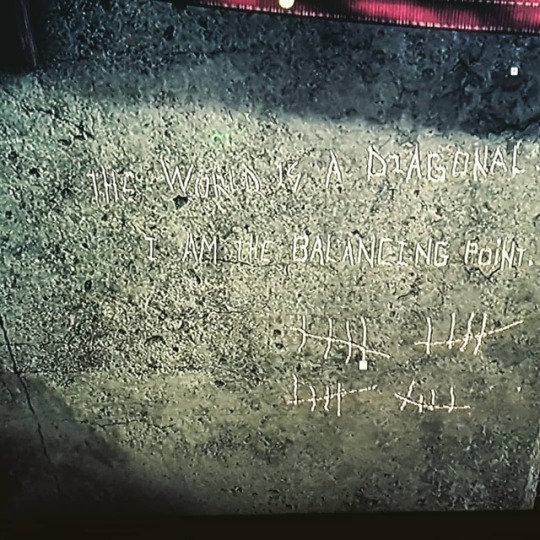 THE WORLD IS A DIAGONAL.
I AM THE BALANCING POINT.